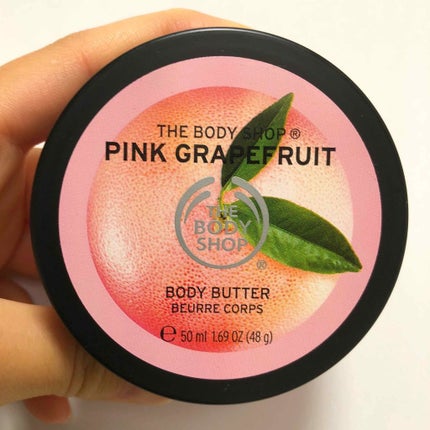 THE BODY SHOP ®
PINK GRAPEFRUIT
THE
BODY
SHOP ®
BODY BUTTER
BEURRE CORPS
℮ 50 ml 1.69 OZ (48 g)